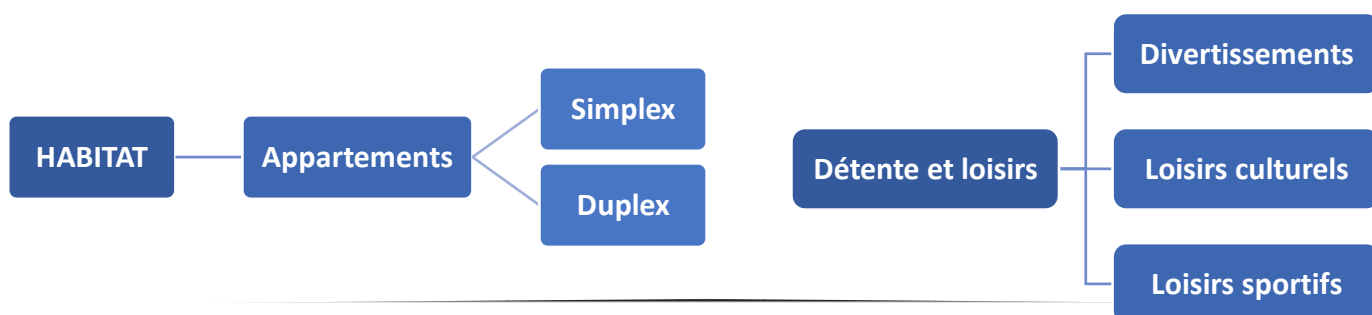 HABITAT
Appartements
Simplex
Duplex
Détente et loisirs
Divertissements
Loisirs culturels
Loisirs sportifs